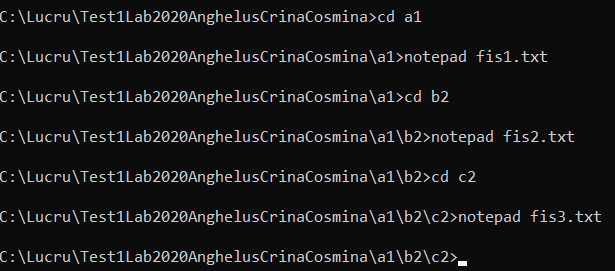 C:\Lucru\Test1Lab2020AnghelusCrinaCosmina>cd a1
C:\Lucru\Test1Lab2020AnghelusCrinaCosmina\a1>notepad fis1.txt
C:\Lucru\Test1Lab2020AnghelusCrinaCosmina\a1>cd b2
C:\Lucru\Test1Lab2020AnghelusCrinaCosmina\a1\b2>notepad fis2.txt
C:\Lucru\Test1Lab2020AnghelusCrinaCosmina\a1\b2>cd c2
C:\Lucru\Test1Lab2020AnghelusCrinaCosmina\a1\b2\c2>notepad fis3.txt
C:\Lucru\Test1Lab2020AnghelusCrinaCosmina\a1\b2\c2>